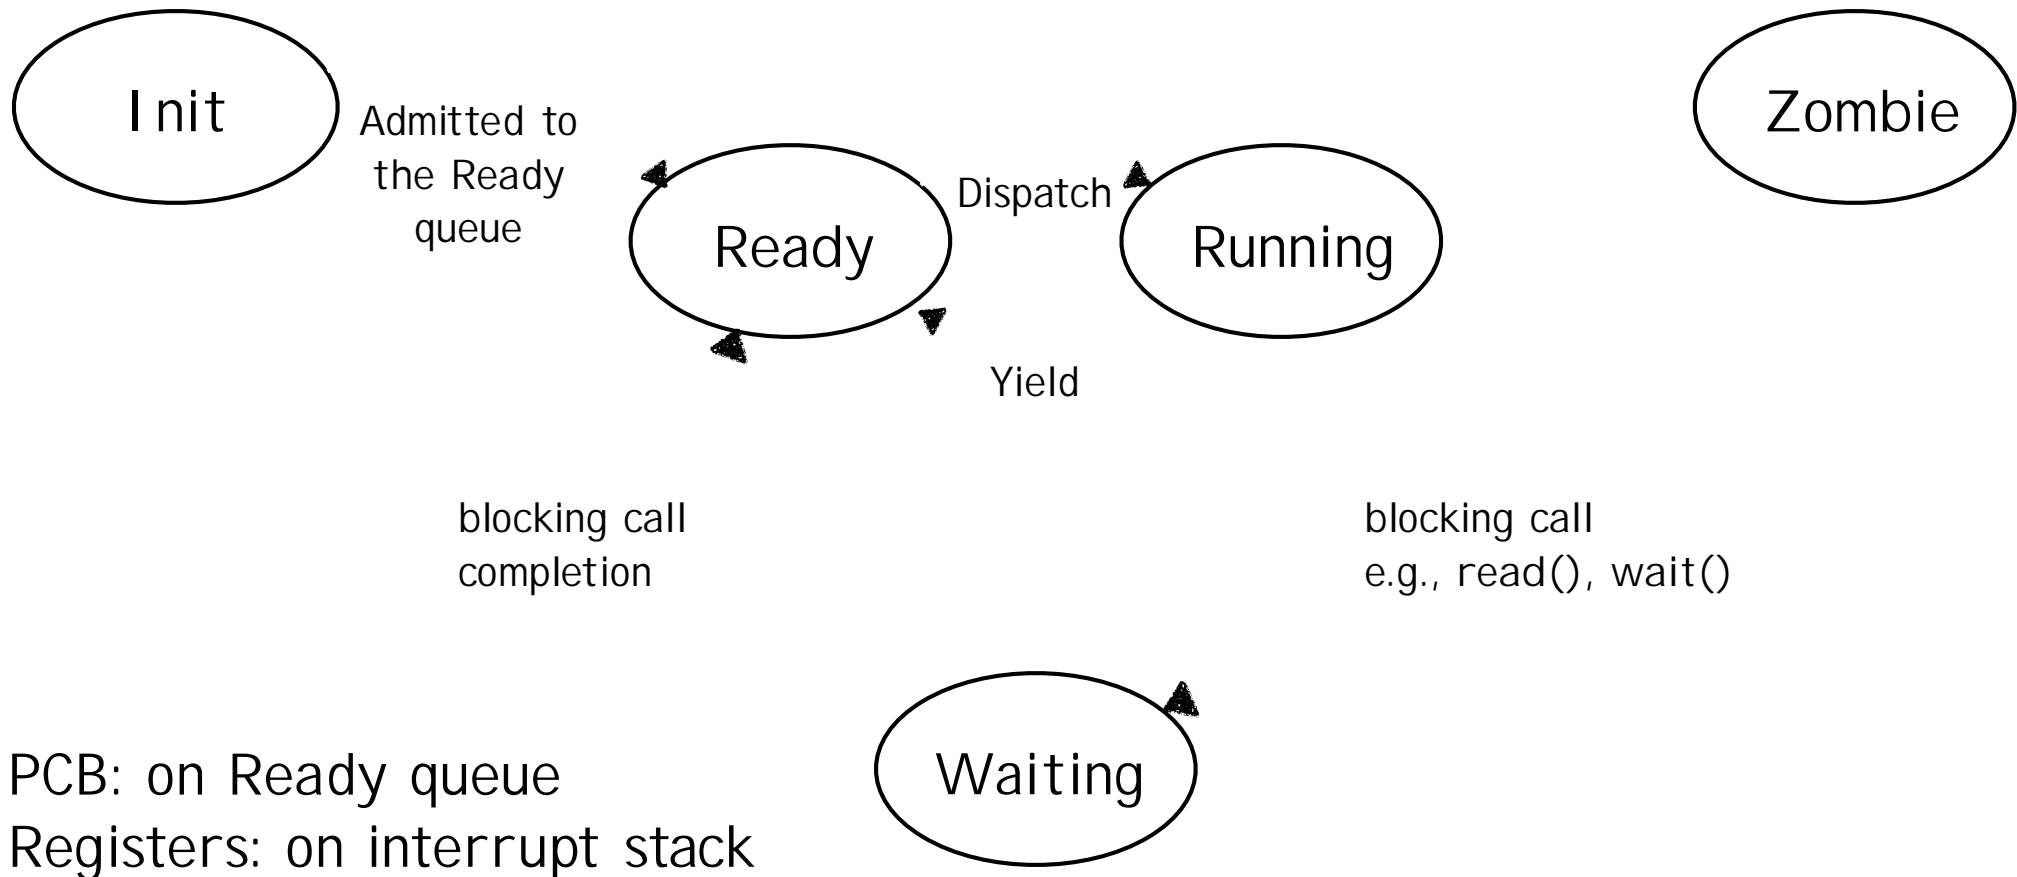 Init
Zombie
Admitted to
the Ready
queue
Dispatch
Ready
Running
Yield
blocking call
completion
blocking call
e.g., read(), wait()
Waiting
PCB: on Ready queue
Registers: on interrupt stack